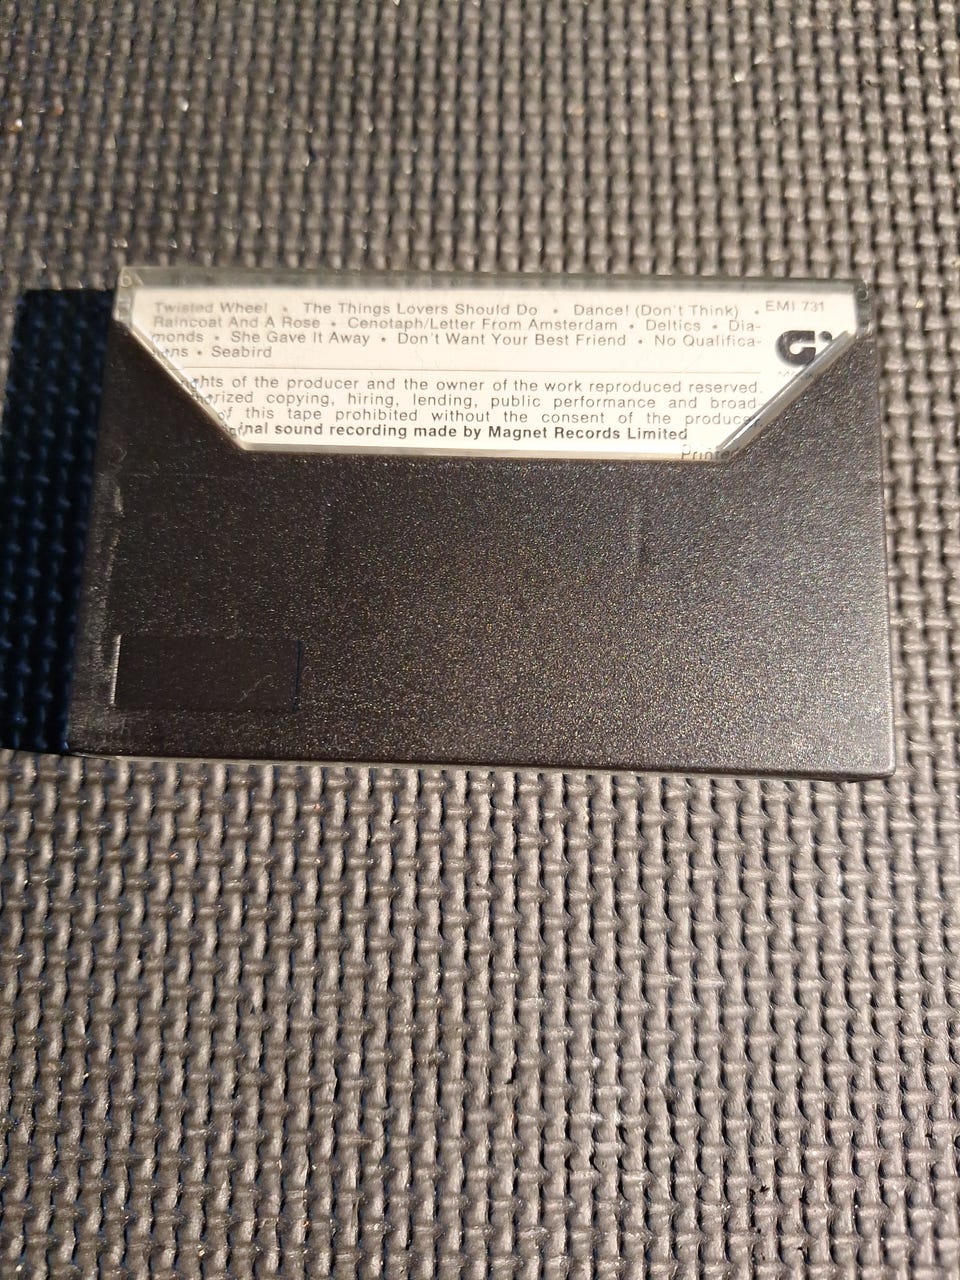 Twisted Wheel • The Things Lovers Should Do • Dance! (Don't Think) •
EMI 731
Raincoat And A Rose • Cenotaph/Letter From Amsterdam • Deltics • Dia-
monds • She Gave It Away • Don't Want Your Best Friend • No Qualifica-
• Seabird
of the producer and the owner of the work reproduced reserved.
copying, hiring, lending, public performance and broad-
of this tape prohibited without the consent of the producer.
sound recording made by Magnet Records Limited
Printed